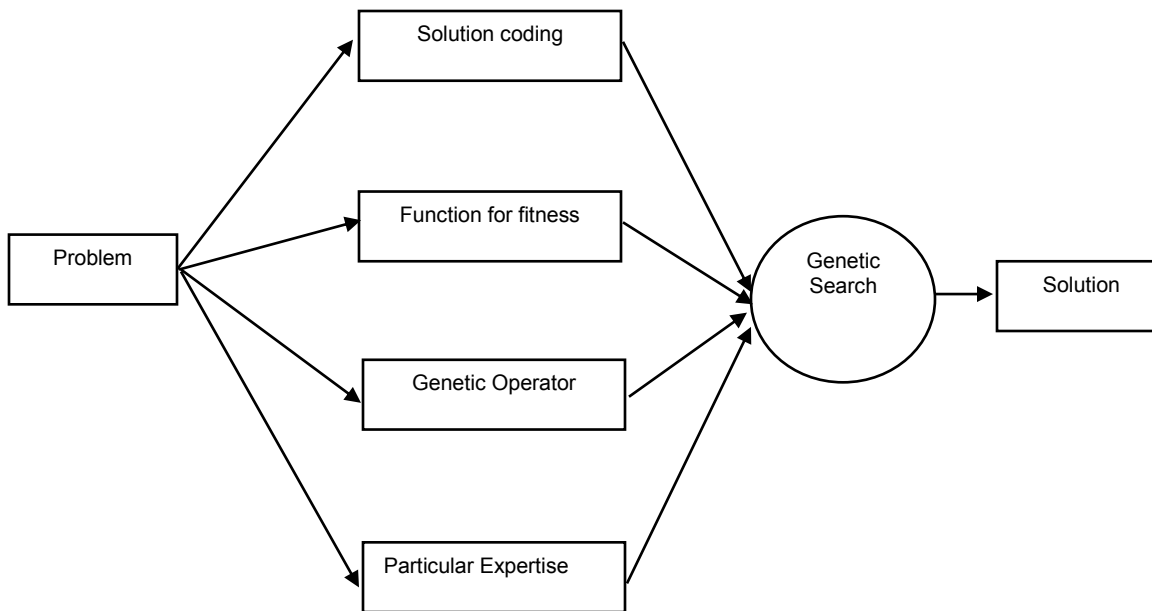 Solution coding
Function for fitness
Problem
Genetic
Search
Solution
Genetic Operator
Particular Expertise